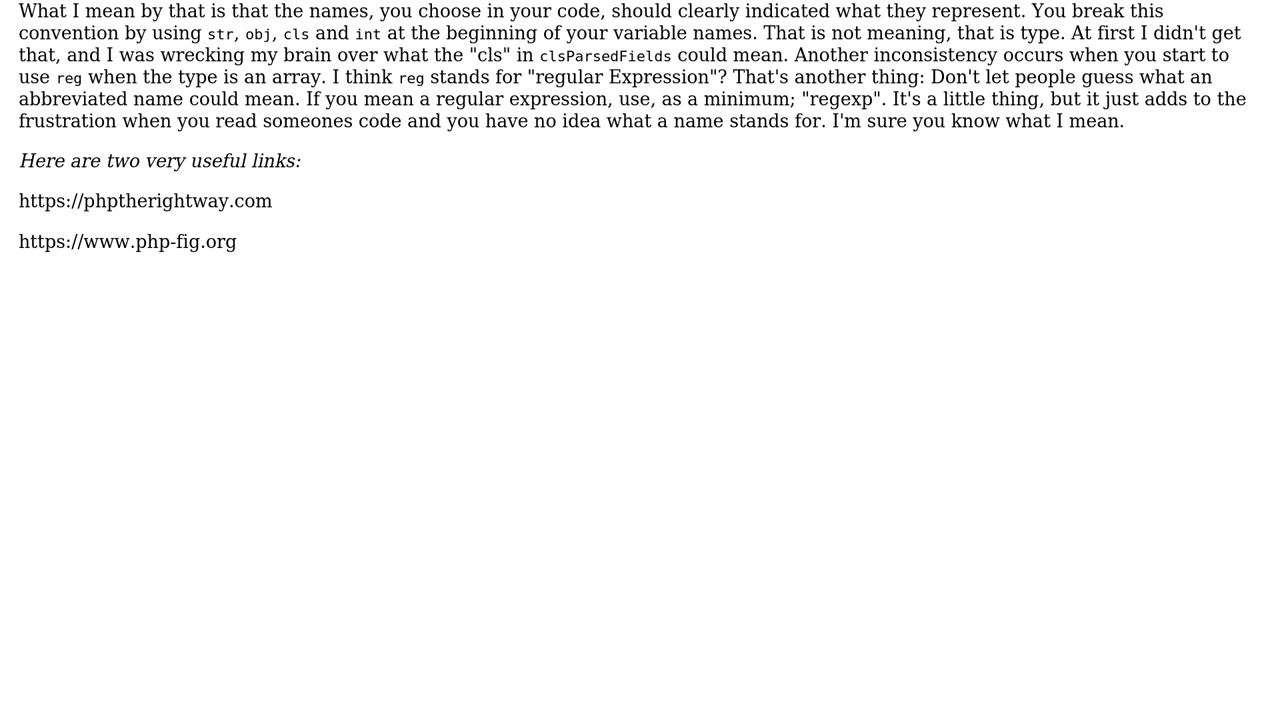 What I mean by that is that the names, you choose in your code, should clearly indicated what they represent. You break this
convention by using str, obj, cls and int at the beginning of your variable names. That is not meaning, that is type. At first I didn't get
that, and I was wrecking my brain over what the "cls" in clsParsedFields could mean. Another inconsistency occurs when you start to
use reg when the type is an array. I think reg stands for "regular Expression"? That's another thing: Don't let people guess what an
abbreviated name could mean. If you mean a regular expression, use, as a minimum; "regexp". It's a little thing, but it just adds to the
frustration when you read someones code and you have no idea what a name stands for. I'm sure you know what I mean.
Here are two very useful links:
https://phptherightway.com
https://www.php-fig.org